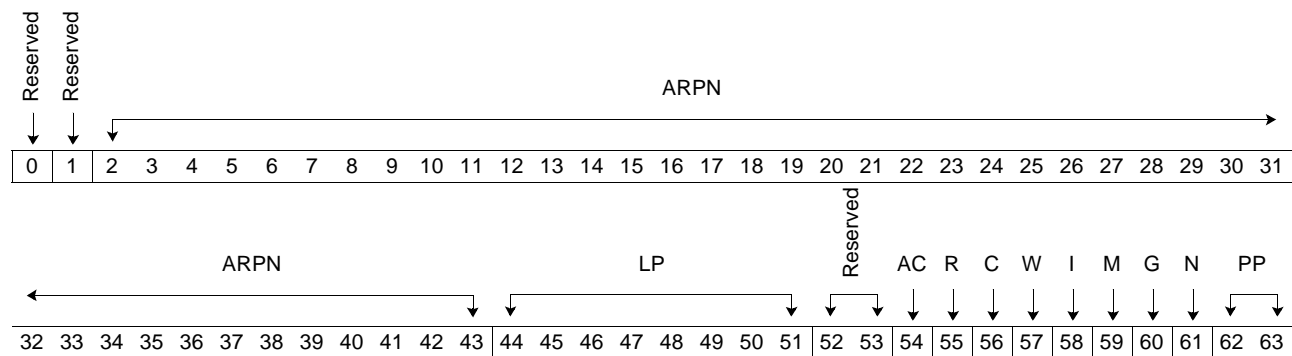 Reserved Reserved
ARPN
0 1 2 3 4 5 6 7 8 9 10 11 12 13 14 15 16 17 18 19 20 21 22 23 24 25 26 27 28 29 30 31
Reserved
ARPN LP AC R C W I M G N PP
32 33 34 35 36 37 38 39 40 41 42 43 44 45 46 47 48 49 50 51 52 53 54 55 56 57 58 59 60 61 62 63